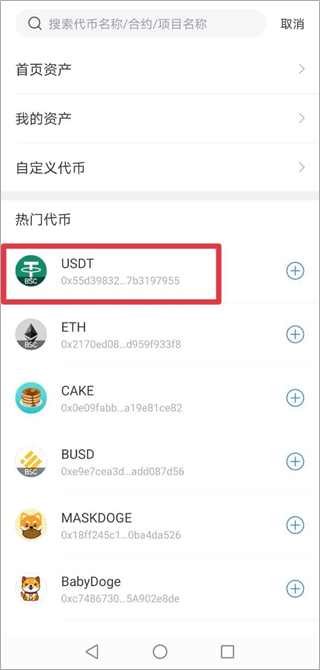 搜索代币名称/合约/项目名称 取消
首页资产
我的资产
自定义代币
热门代币
USDT
BSC
0x55d39832...7b3197955
ETH
BSC
0x2170ed08...d959f933f8
CAKE
0x0e09fabb...a19e81ce82
BUSD
BSC
0xe9e7cea3d...add087d56
MASKDOGE
0x18ff245c1...0ba4da526
BabyDoge
0xc7486730...5A902e8de